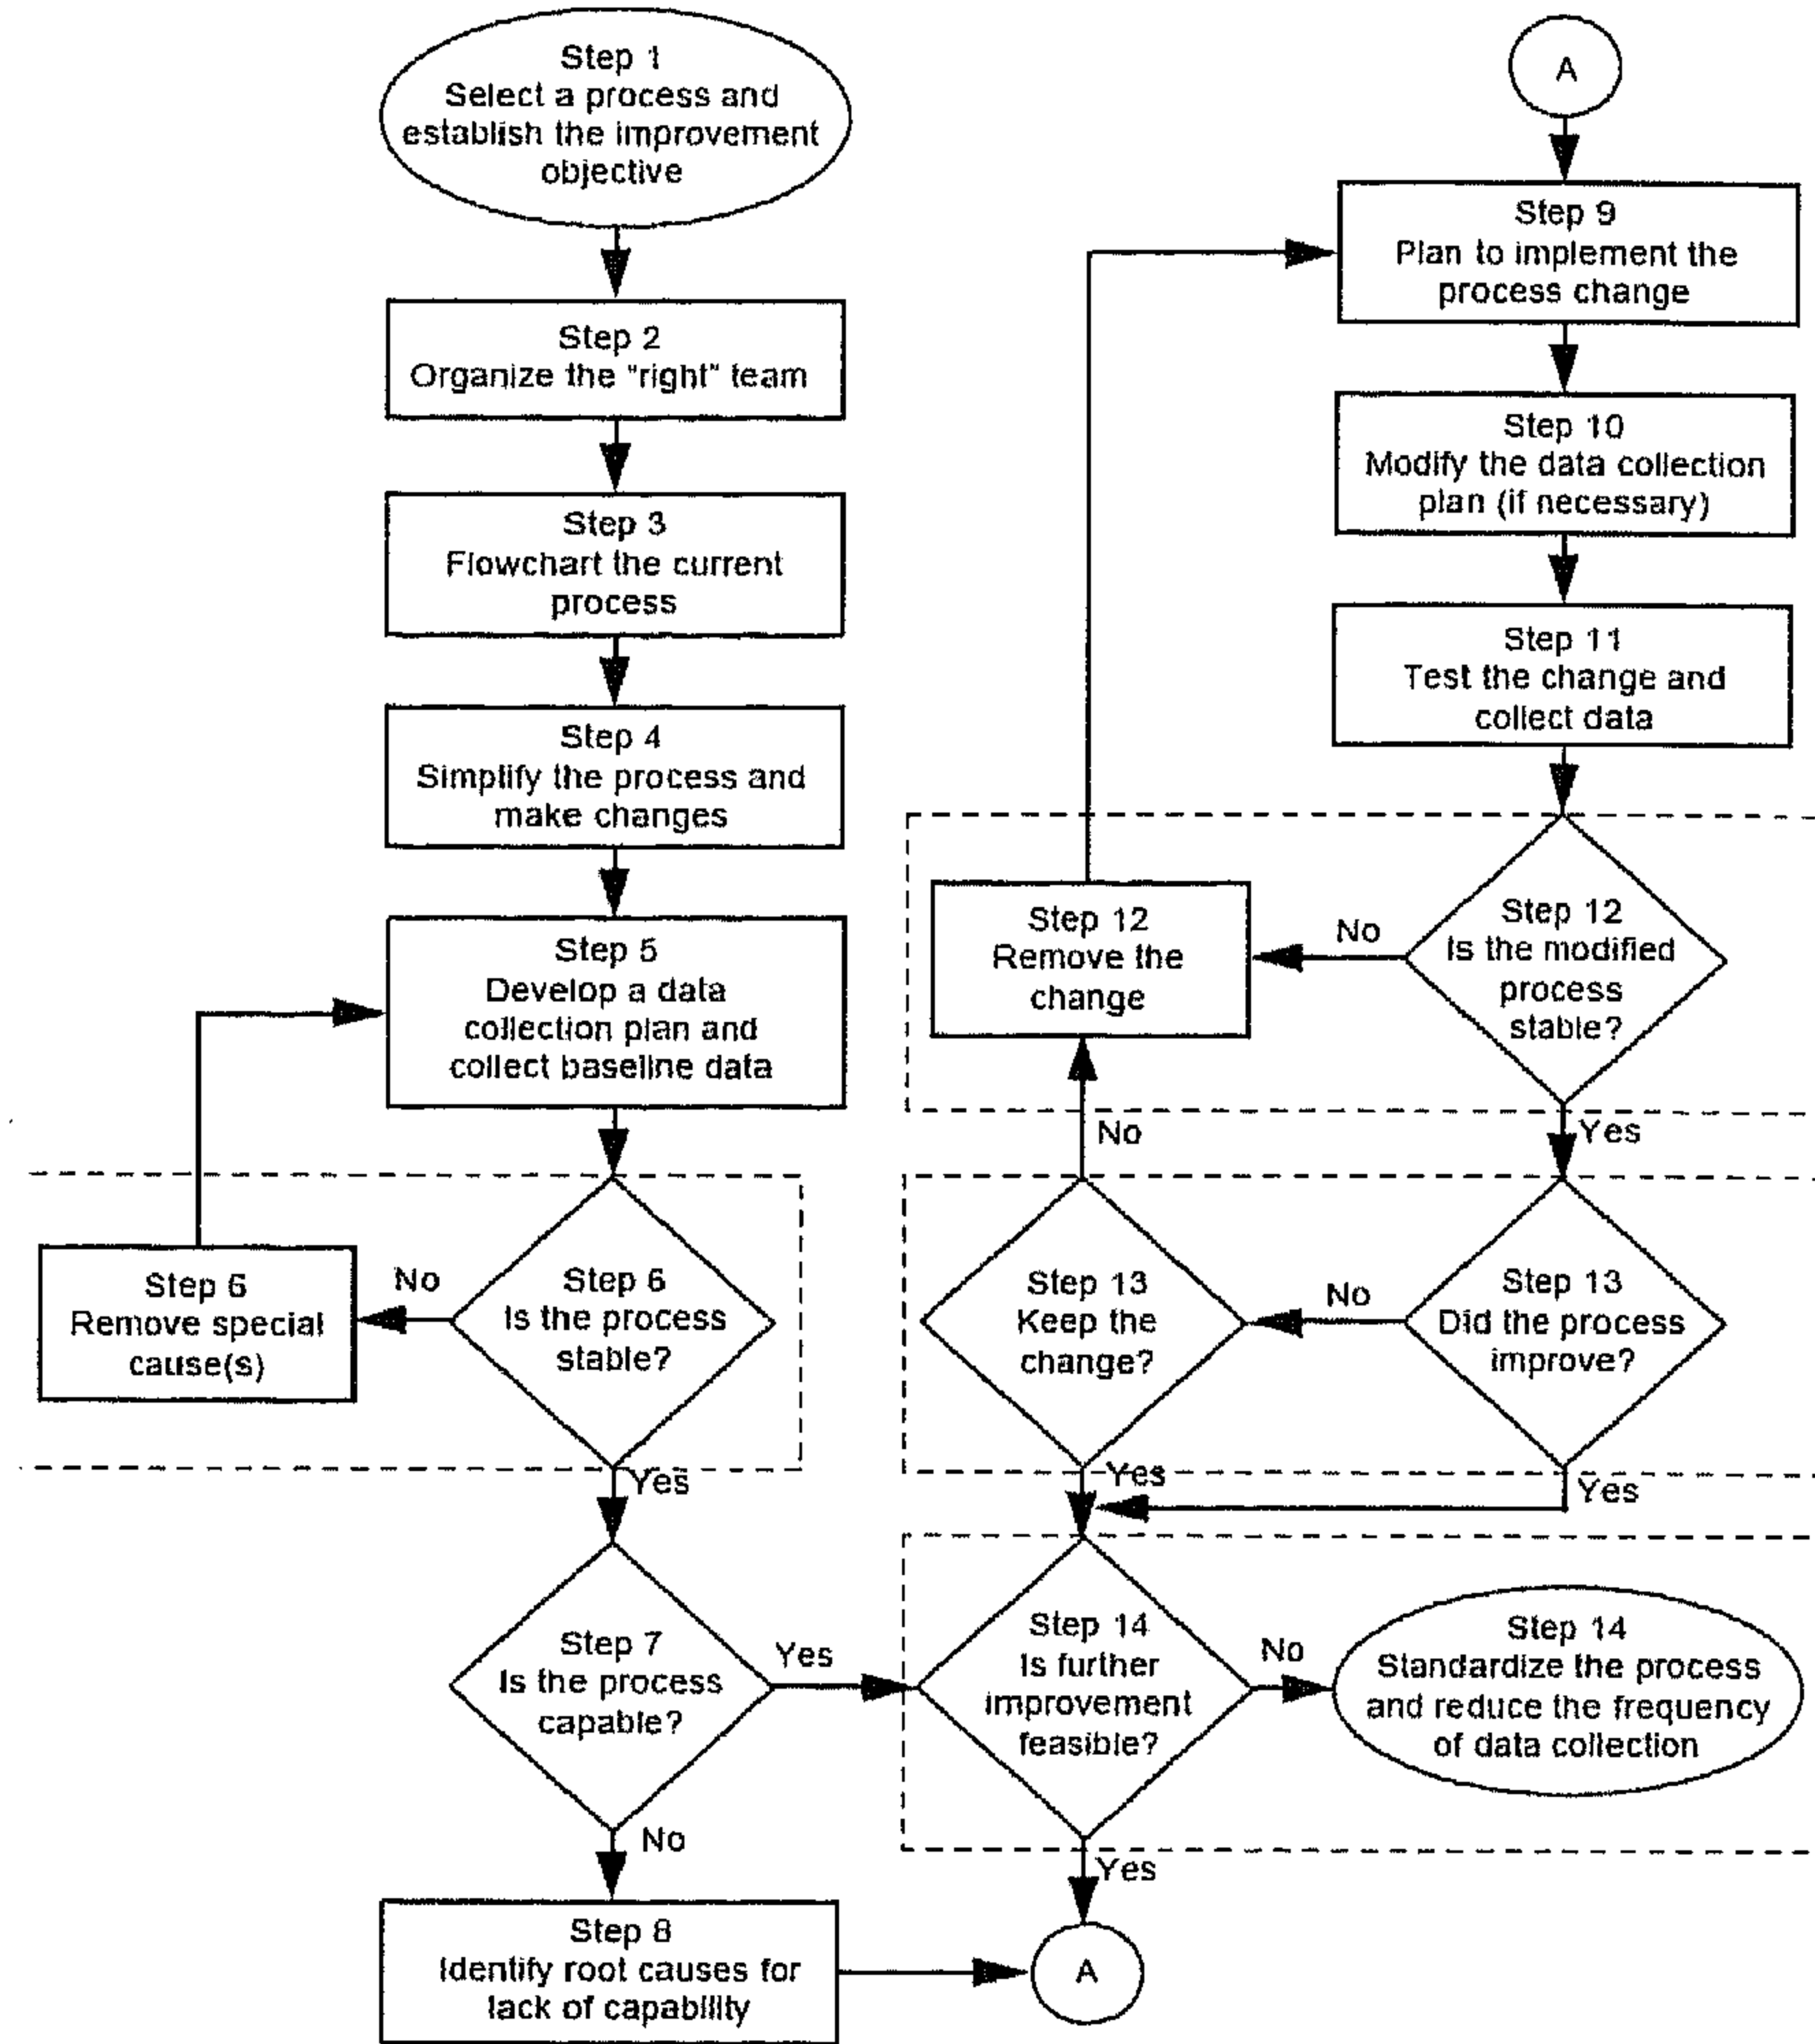 Step 1
Select a process and
establish the improvement
objective
Step 2
Organize the "right" team
Step 3
Flowchart the current
process
Step 4
Simplify the process and
make changes
Step 5
Develop a data
collection plan and
collect baseline data
Step 6
Remove special
cause(s)
No
Step 6
Is the process
stable?
Yes
Step 7
Is the process
capable?
Yes
No
Step 8
Identify root causes for
lack of capability
A
A
Step 9
Plan to implement the
process change
Step 10
Modify the data collection
plan (if necessary)
Step 11
Test the change and
collect data
Step 12
Remove the
change
No
Step 12
Is the modified
process
stable?
No
Yes
Step 13
Keep the
change?
No
Step 13
Did the process
improve?
Yes
Yes
Step 14
Is further
improvement
feasible?
No
Step 14
Standardize the process
and reduce the frequency
of data collection
Yes